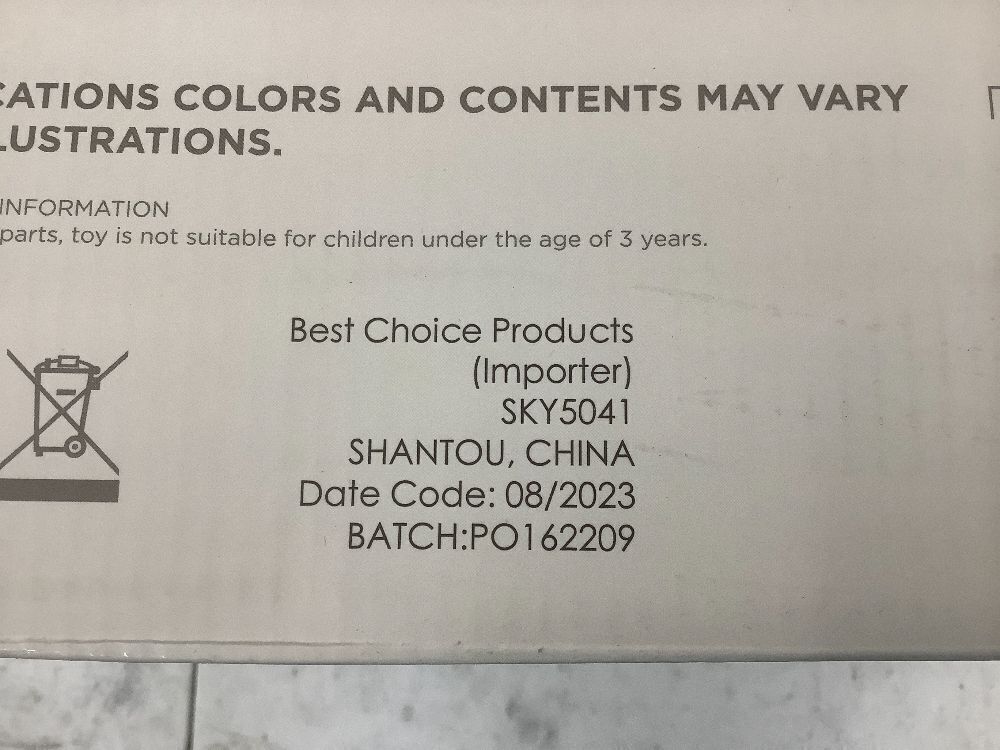 CATIONS COLORS AND CONTENTS MAY VARY
LUSTRATIONS.
INFORMATION
parts, toy is not suitable for children under the age of 3 years.
Best Choice Products
(Importer)
SKY5041
SHANTOU, CHINA
Date Code: 08/2023
BATCH:PO162209